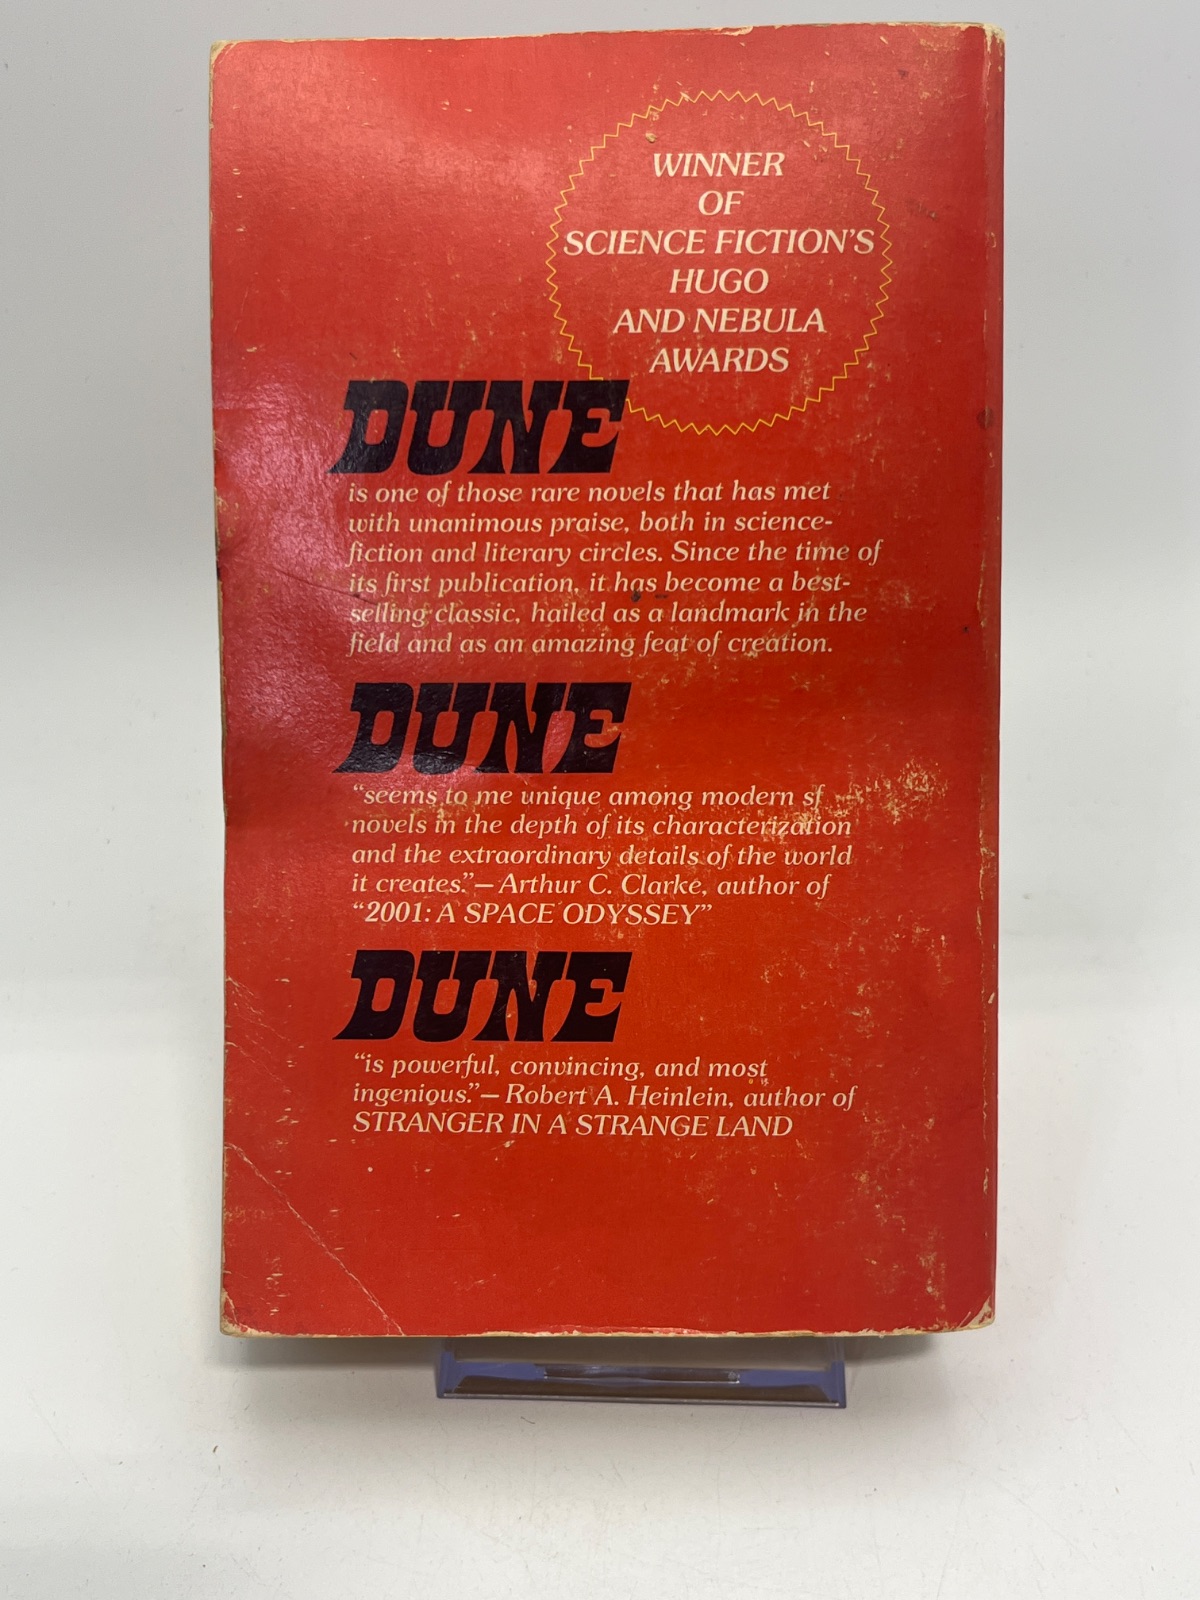 WINNER
OF
SCIENCE FICTION'S
HUGO
AND NEBULA
AWARDS
DUNE
is one of those rare novels that has met
with unanimous praise, both in science-
fiction and literary circles. Since the time of
its first publication, it has become a best-
selling classic, hailed as a landmark in the
field and as an amazing feat of creation.
DUNE
“seems to me unique among modern sf
novels in the depth of its characterization
and the extraordinary details of the world
it creates.”—Arthur C. Clarke, author of
“2001: A SPACE ODYSSEY”
DUNE
“is powerful, convincing, and most
ingenious.”—Robert A. Heinlein, author of
STRANGER IN A STRANGE LAND